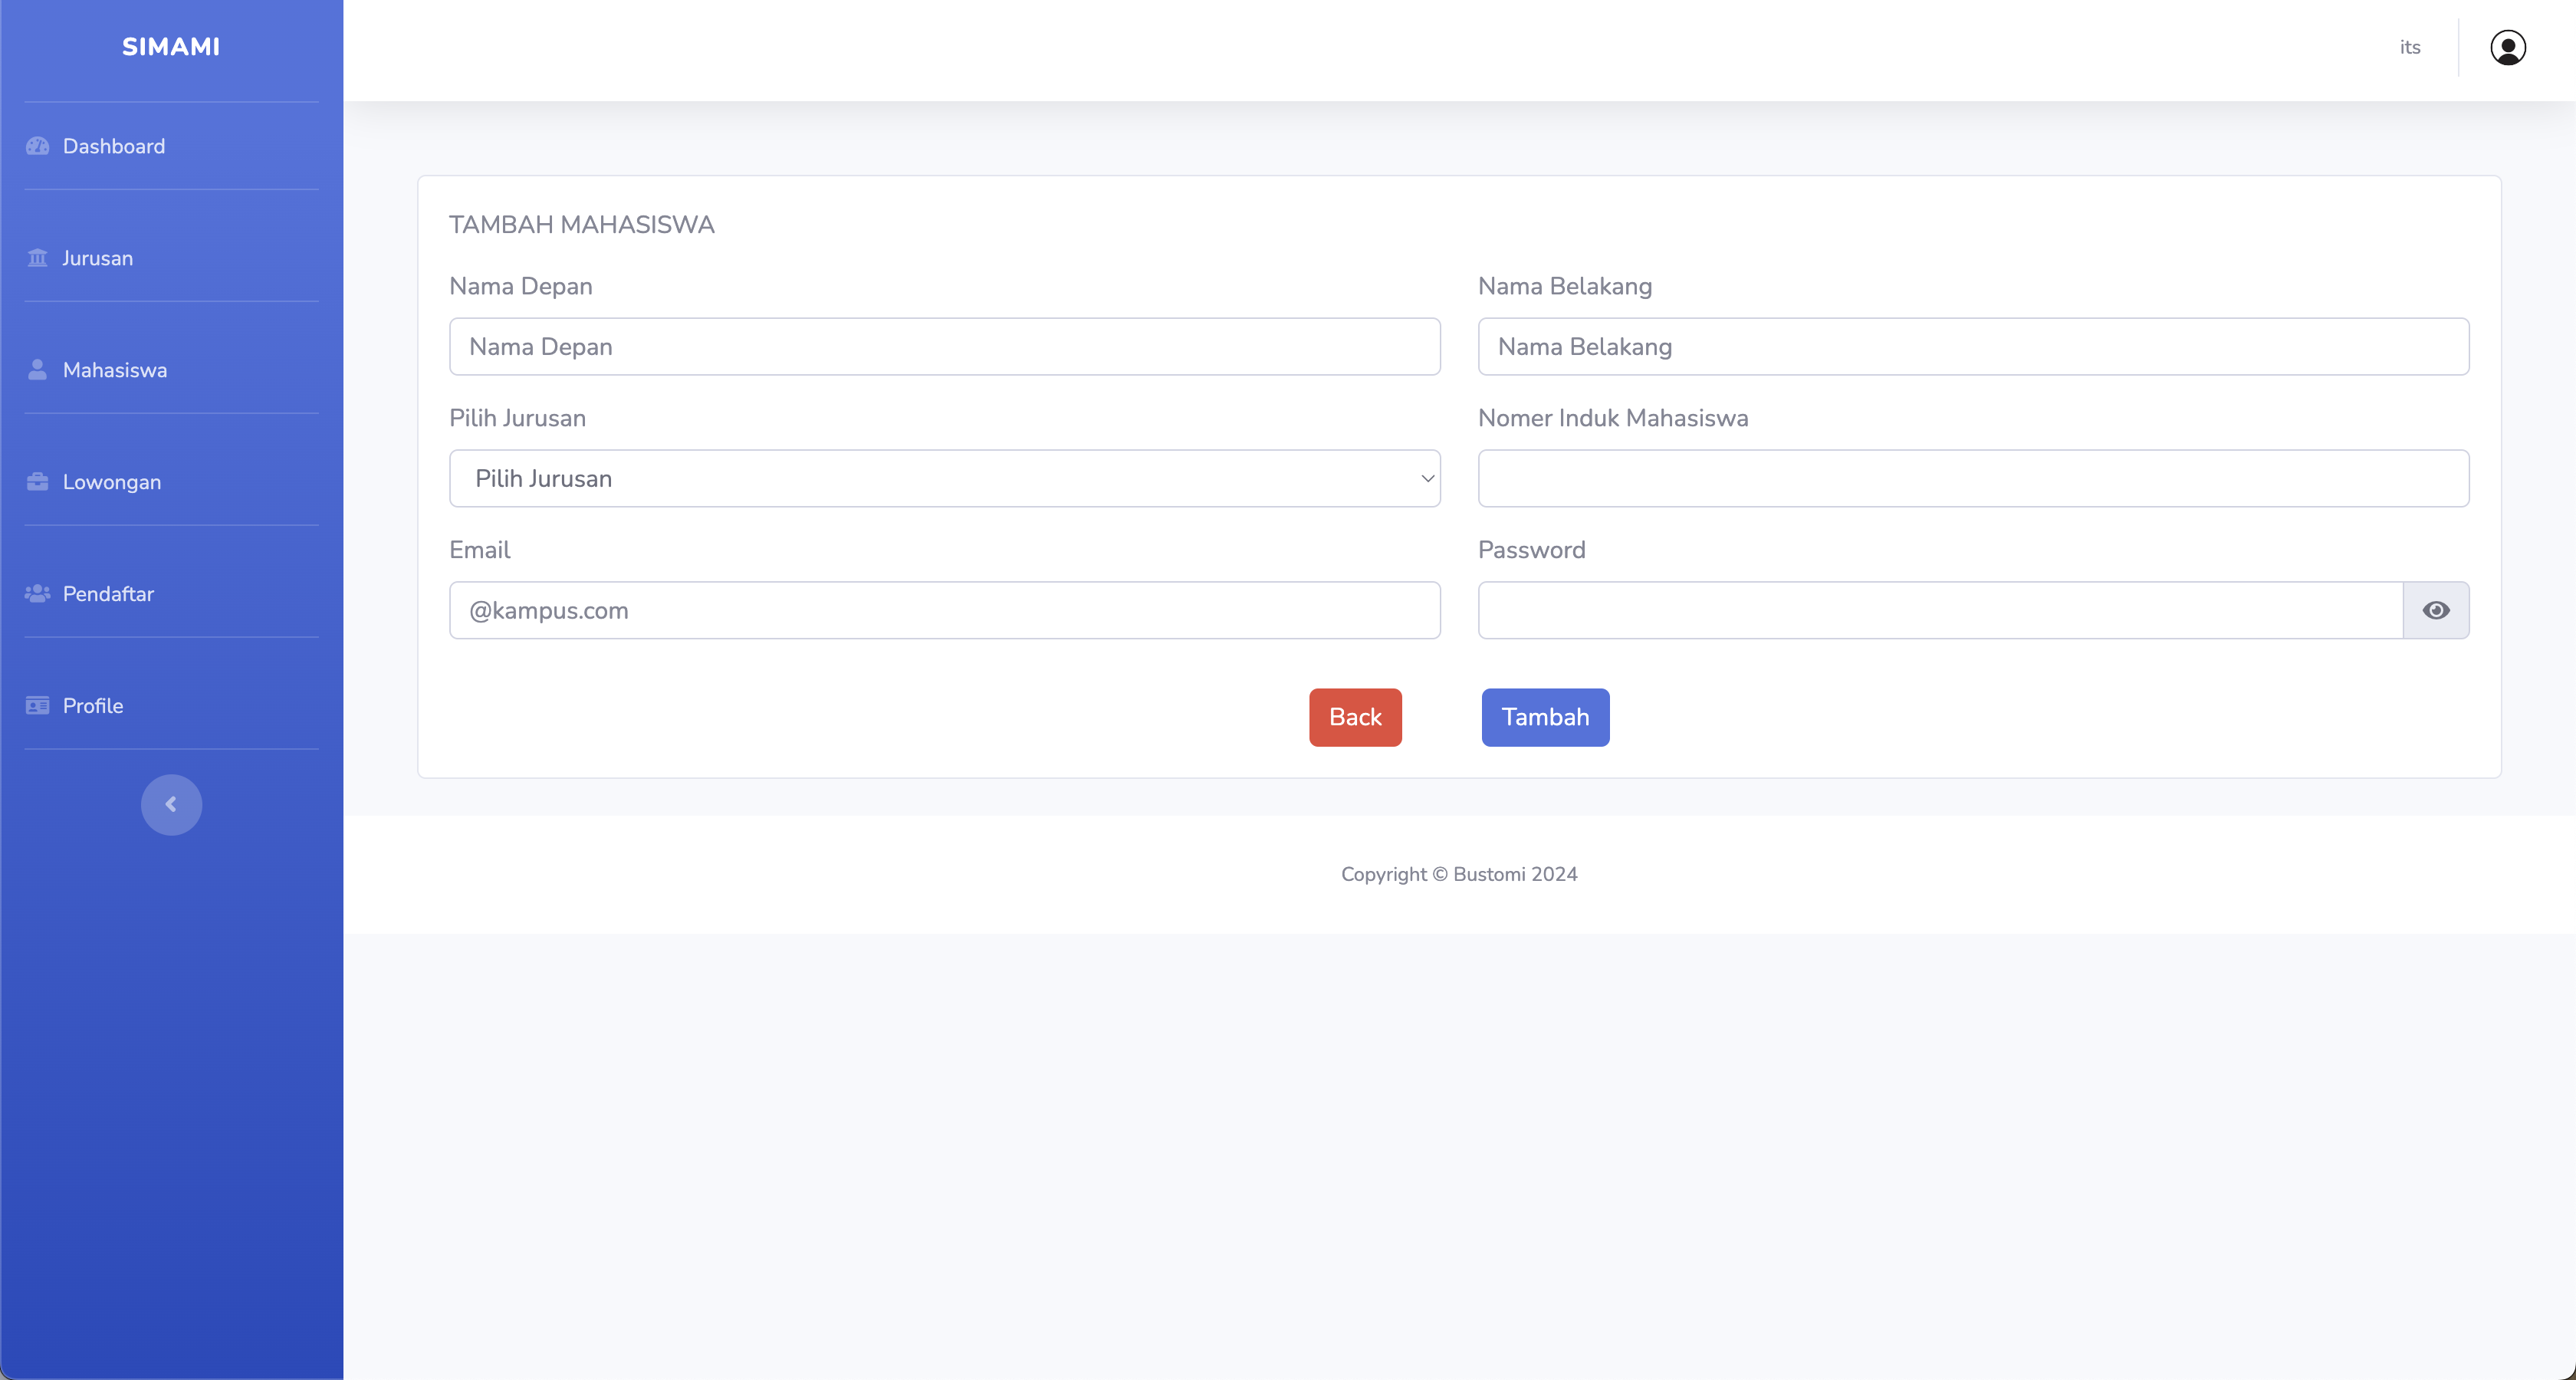 SIMAMI
its
Dashboard
Jurusan
Mahasiswa
Lowongan
Pendaftar
Profile
TAMBAH MAHASISWA
Nama Depan
Nama Belakang
Nama Depan
Nama Belakang
Pilih Jurusan
Nomer Induk Mahasiswa
Pilih Jurusan
Email
Password
@kampus.com
Back
Tambah
Copyright © Bustomi 2024